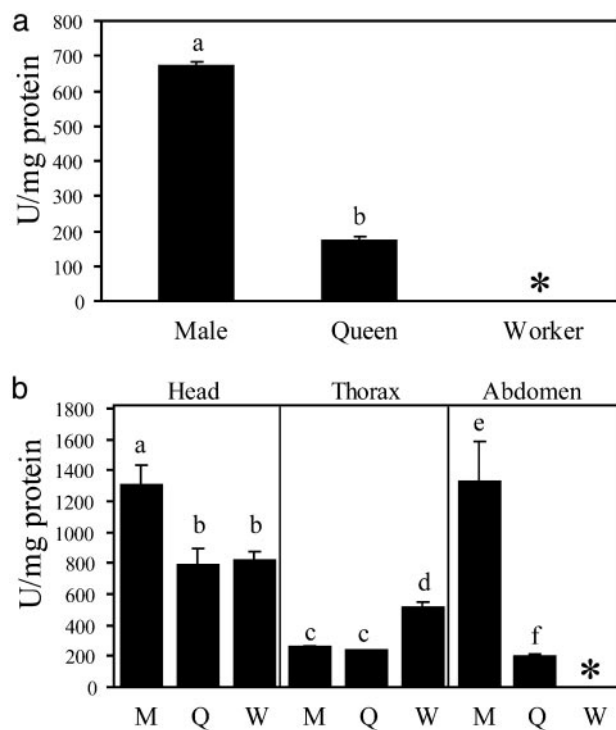 a
U/mg protein
800
700
600
500
400
300
200
100
0
a
b
*
Male Queen Worker
b
Head Thorax Abdomen
U/mg protein
1800
1600
1400
1200
1000
800
600
400
200
0
a b b c c d e f *
M Q W M Q W M Q W